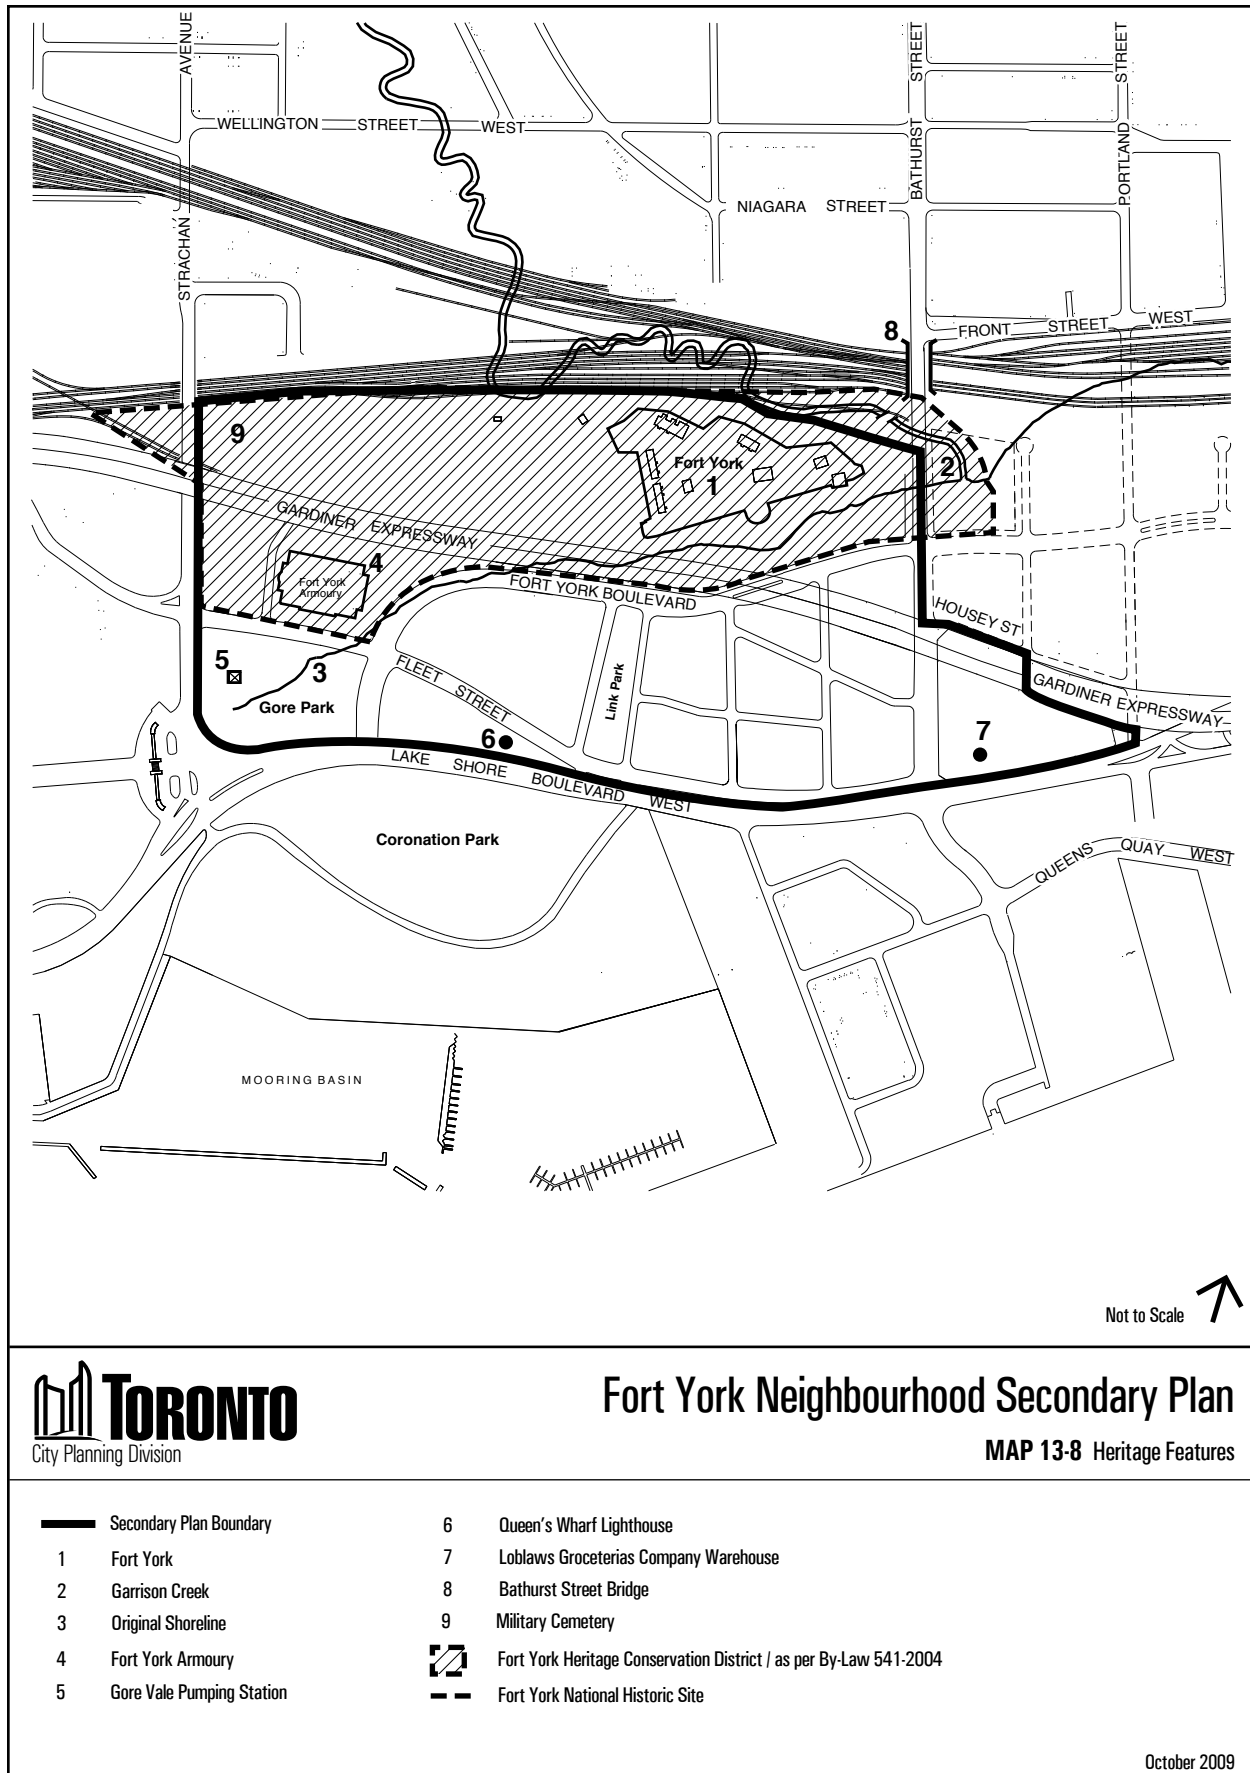 AVENUE
STREET
STREET
WELLINGTON STREET WEST
BATHURST
PORTLAND
NIAGARA STREET
STRACHAN
8
FRONT STREET WEST
9
Fort York
1
2
GARDINER EXPRESSWAY
4
Fort York
Armoury
FORT YORK BOULEVARD
HOUSEY ST
5
3
FLEET STREET
Link Park
GARDINER EXPRESSWAY
Gore Park
6
7
LAKE SHORE BOULEVARD WEST
Coronation Park
QUEENS QUAY WEST
MOORING BASIN
Not to Scale
TORONTO
City Planning Division
Fort York Neighbourhood Secondary Plan
MAP 13-8 Heritage Features
Secondary Plan Boundary
1 Fort York
2 Garrison Creek
3 Original Shoreline
4 Fort York Armoury
5 Gore Vale Pumping Station
6 Queen's Wharf Lighthouse
7 Loblaws Groceterias Company Warehouse
8 Bathurst Street Bridge
9 Military Cemetery
Fort York Heritage Conservation District / as per By-Law 541-2004
Fort York National Historic Site
October 2009